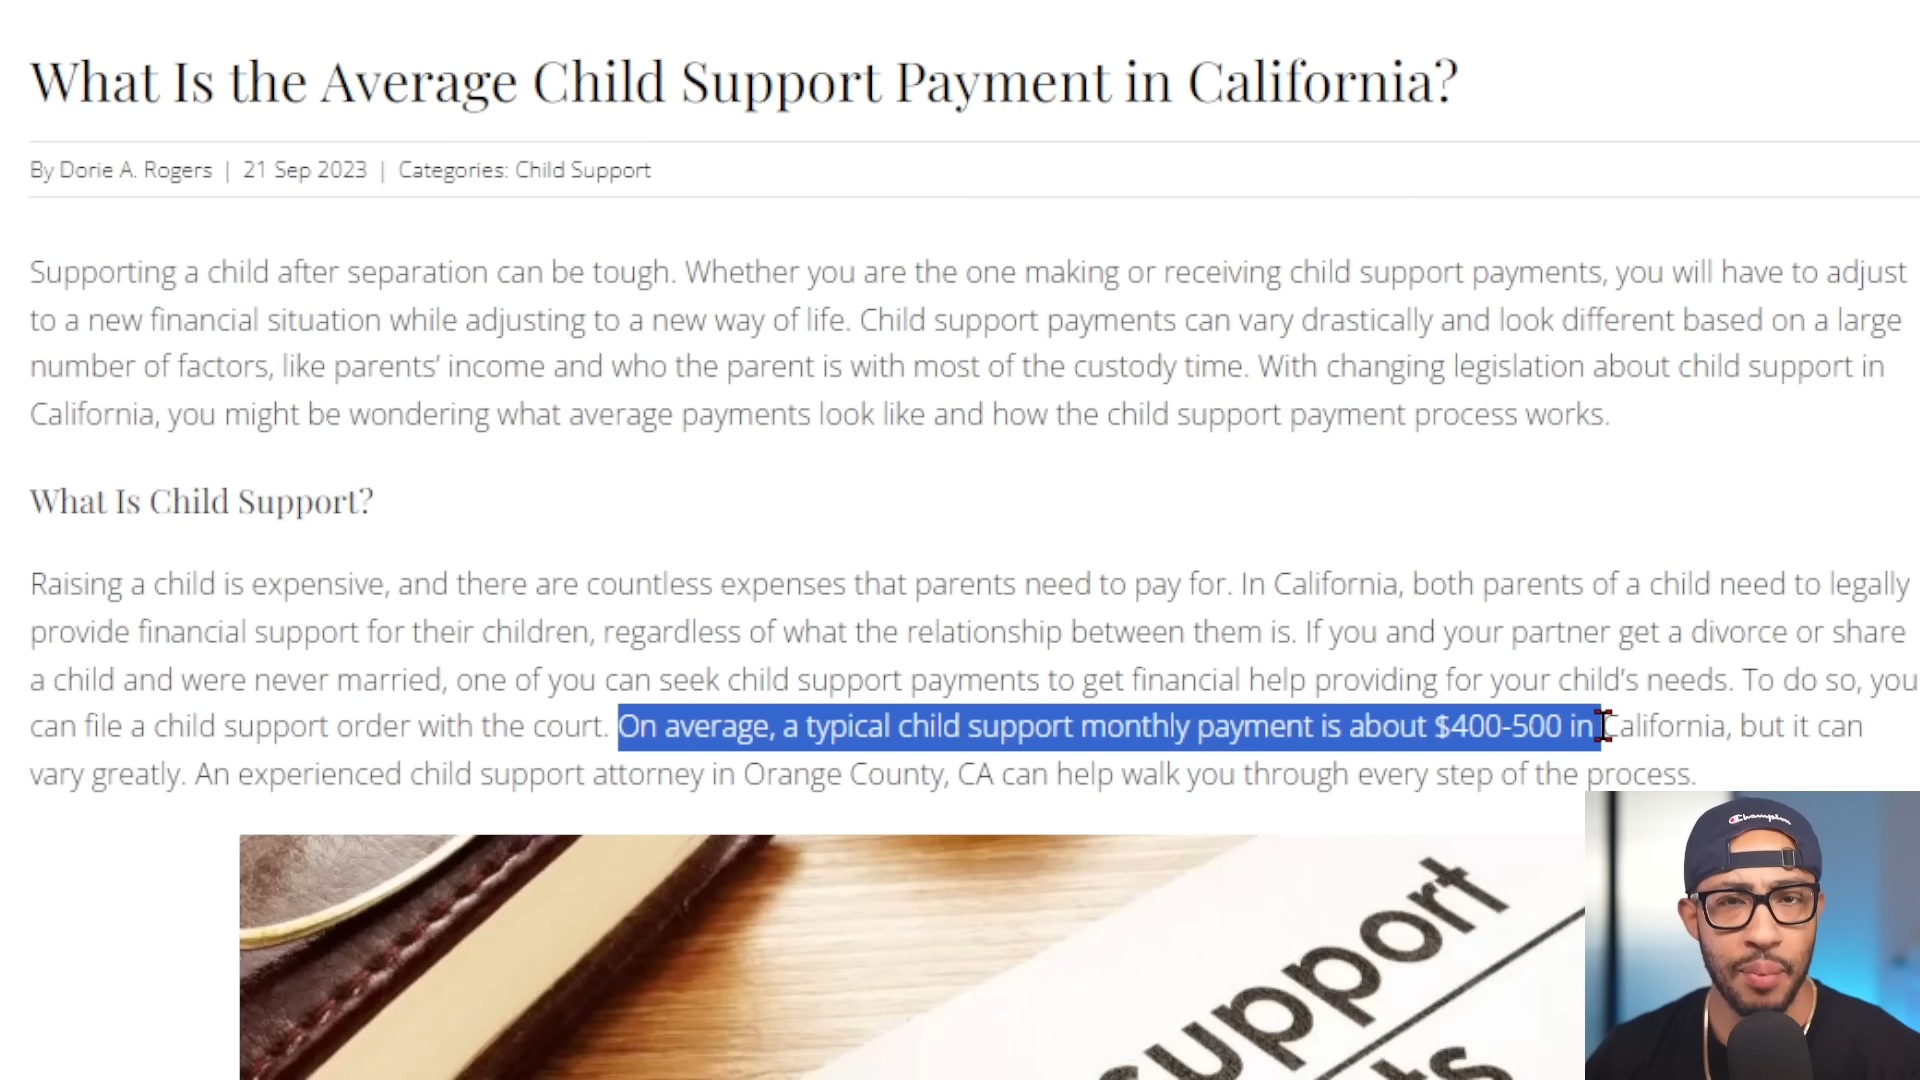 What Is the Average Child Support Payment in California?
By Dorie A. Rogers | 21 Sep 2023 | Categories: Child Support
Supporting a child after separation can be tough. Whether you are the one making or receiving child support payments, you will have to adjust
to a new financial situation while adjusting to a new way of life. Child support payments can vary drastically and look different based on a large
number of factors, like parents’ income and who the parent is with most of the custody time. With changing legislation about child support in
California, you might be wondering what average payments look like and how the child support payment process works.
What Is Child Support?
Raising a child is expensive, and there are countless expenses that parents need to pay for. In California, both parents of a child need to legally
provide financial support for their children, regardless of what the relationship between them is. If you and your partner get a divorce or share
a child and were never married, one of you can seek child support payments to get financial help providing for your child’s needs. To do so, you
can file a child support order with the court. On average, a typical child support monthly payment is about $400-500 in California, but it can
vary greatly. An experienced child support attorney in Orange County, CA can help walk you through every step of the process.
Champion
support